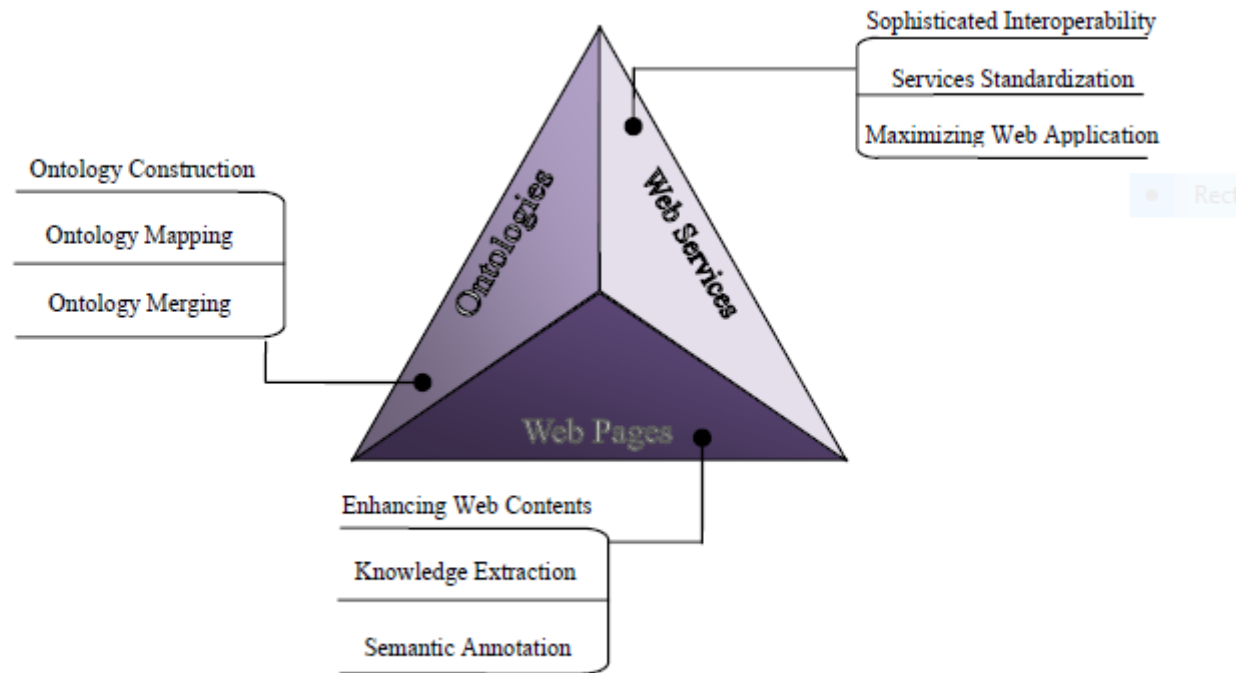 Sophisticated Interoperability
Services Standardization
Maximizing Web Application
Ontology Construction
Ontology Mapping
Ontology Merging
Ontologies
Web Services
Web Pages
Enhancing Web Contents
Knowledge Extraction
Semantic Annotation